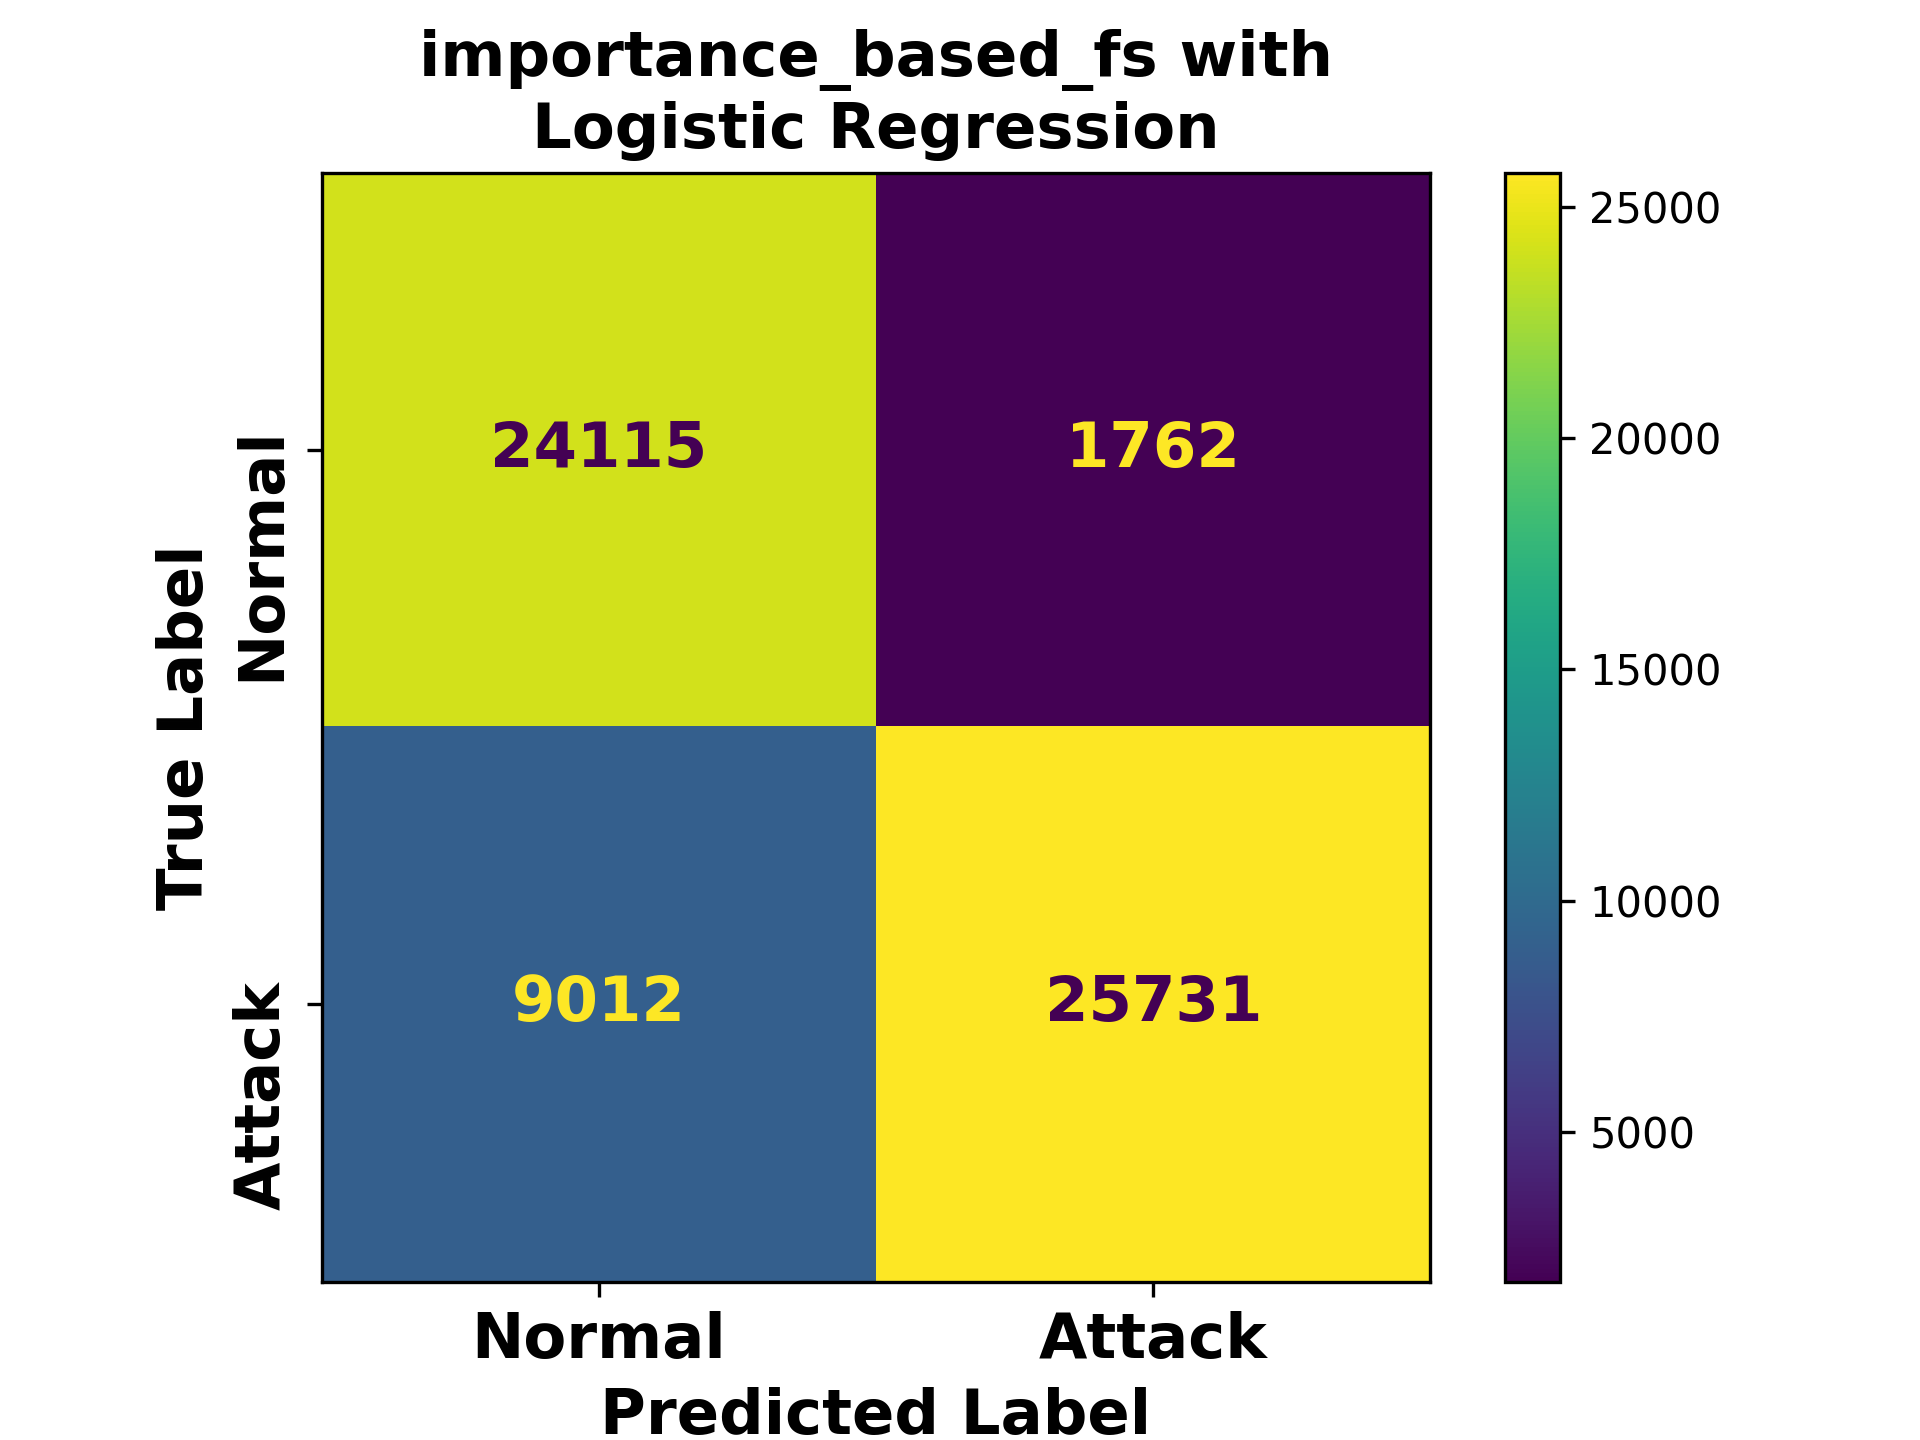 importance_based_fs with
Logistic Regression
True Label
Normal
Attack
24115
1762
9012
25731
Normal
Attack
Predicted Label
25000
20000
15000
10000
5000